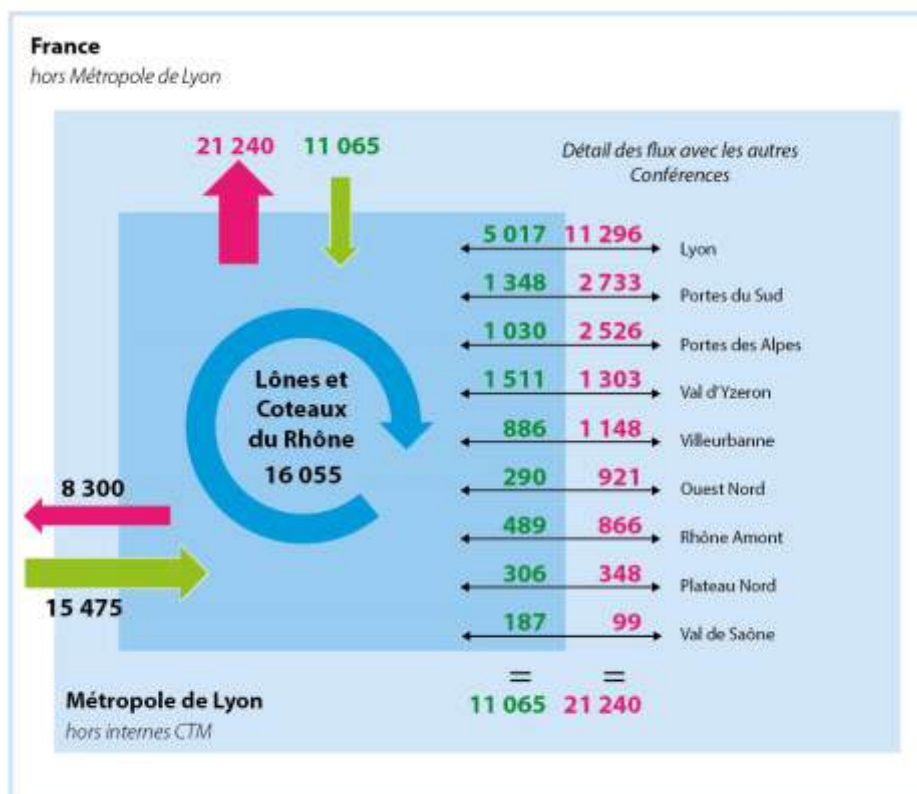 France
hors Métropole de Lyon
21 240 11 065
Détail des flux avec les autres
Conférences
5 017 11 296 Lyon
1 348 2 733 Portes du Sud
1 030 2 526 Portes des Alpes
1 511 1 303 Val d'Yzeron
886 1 148 Villeurbanne
290 921 Ouest Nord
489 866 Rhône Amont
306 348 Plateau Nord
187 99 Val de Saône
= =
11 065 21 240
Lônes et
Coteaux
du Rhône
16 055
8 300
15 475
Métropole de Lyon
hors internes CTM